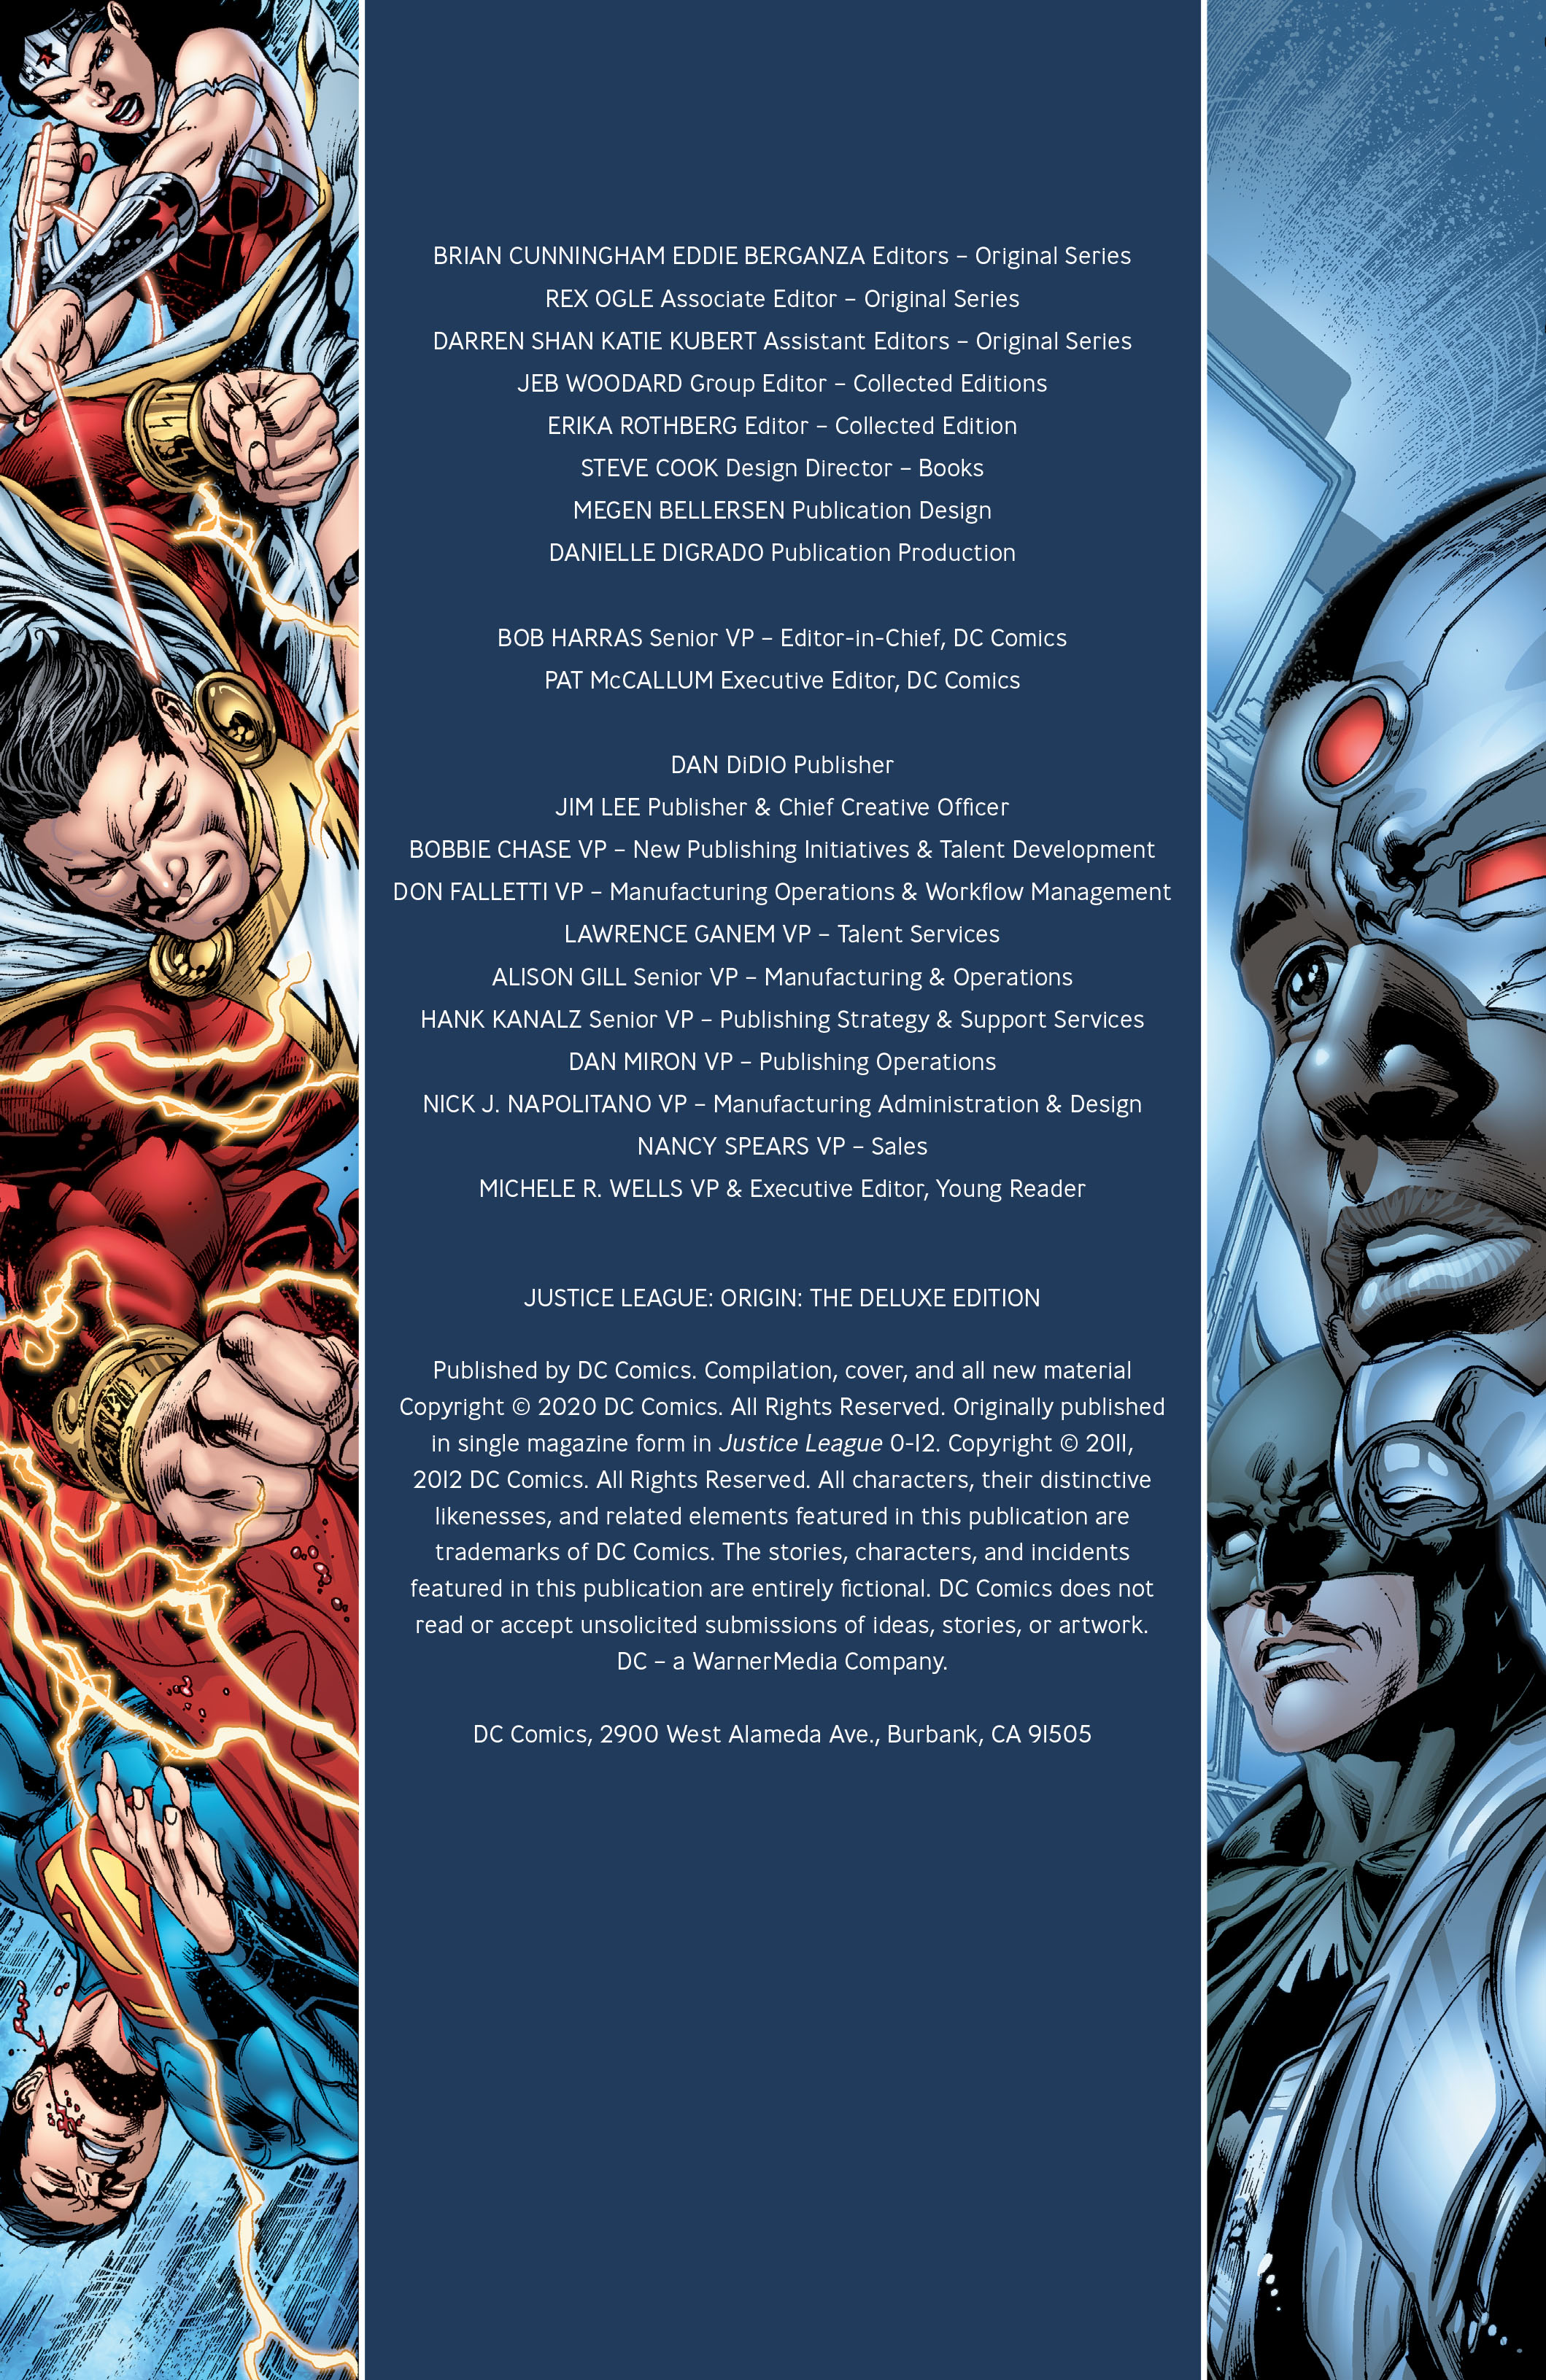 BRIAN CUNNINGHAM EDDIE BERGANZA Editors – Original Series
REX OGLE Associate Editor – Original Series
DARREN SHAN KATIE KUBERT Assistant Editors – Original Series
JEB WOODARD Group Editor – Collected Editions
ERIKA ROTHBERG Editor – Collected Edition
STEVE COOK Design Director – Books
MEGEN BELLERSEN Publication Design
DANIELLE DIGRADO Publication Production
BOB HARRAS Senior VP – Editor-in-Chief, DC Comics
PAT McCALLUM Executive Editor, DC Comics
DAN DiDIO Publisher
JIM LEE Publisher & Chief Creative Officer
BOBBIE CHASE VP – New Publishing Initiatives & Talent Development
DON FALLETTI VP – Manufacturing Operations & Workflow Management
LAWRENCE GANEM VP – Talent Services
ALISON GILL Senior VP – Manufacturing & Operations
HANK KANALZ Senior VP – Publishing Strategy & Support Services
DAN MIRON VP – Publishing Operations
NICK J. NAPOLITANO VP – Manufacturing Administration & Design
NANCY SPEARS VP – Sales
MICHELE R. WELLS VP & Executive Editor, Young Reader
JUSTICE LEAGUE: ORIGIN: THE DELUXE EDITION
Published by DC Comics. Compilation, cover, and all new material
Copyright © 2020 DC Comics. All Rights Reserved. Originally published
in single magazine form in Justice League 0-12. Copyright © 2011,
2012 DC Comics. All Rights Reserved. All characters, their distinctive
likenesses, and related elements featured in this publication are
trademarks of DC Comics. The stories, characters, and incidents
featured in this publication are entirely fictional. DC Comics does not
read or accept unsolicited submissions of ideas, stories, or artwork.
DC – a WarnerMedia Company.
DC Comics, 2900 West Alameda Ave., Burbank, CA 91505